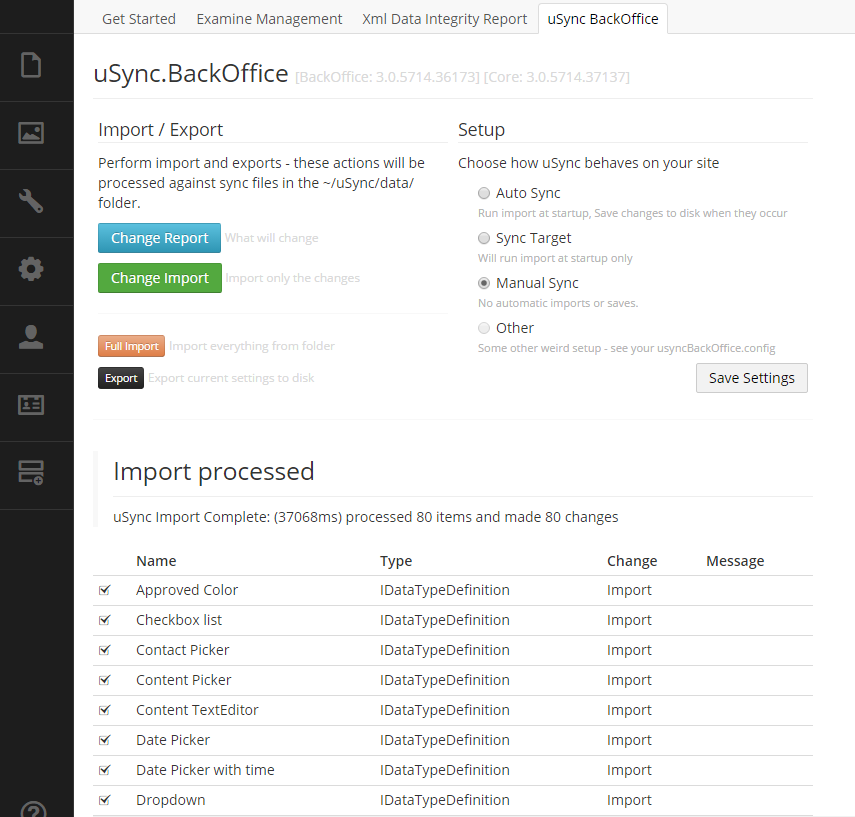 Get Started Examine Management Xml Data Integrity Report uSync BackOffice
uSync.BackOffice [BackOffice: 3.0.5714.36173] [Core: 3.0.5714.37137]
Import / Export
Perform import and exports - these actions will be
processed against sync files in the ~/uSync/data/
folder.
Change Report What will change
Change Import Import only the changes
Full Import Import everything from folder
Export Export current settings to disk
Setup
Choose how uSync behaves on your site
Auto Sync
Run import at startup, Save changes to disk when they occur
Sync Target
Will run import at startup only
Manual Sync
No automatic imports or saves.
Other
Some other weird setup - see your usyncBackOffice.config
Save Settings
Import processed
uSync Import Complete: (37068ms) processed 80 items and made 80 changes
Name Type Change Message
Approved Color IDataTypeDefinition Import
Checkbox list IDataTypeDefinition Import
Contact Picker IDataTypeDefinition Import
Content Picker IDataTypeDefinition Import
Content TextEditor IDataTypeDefinition Import
Date Picker IDataTypeDefinition Import
Date Picker with time IDataTypeDefinition Import
Dropdown IDataTypeDefinition Import